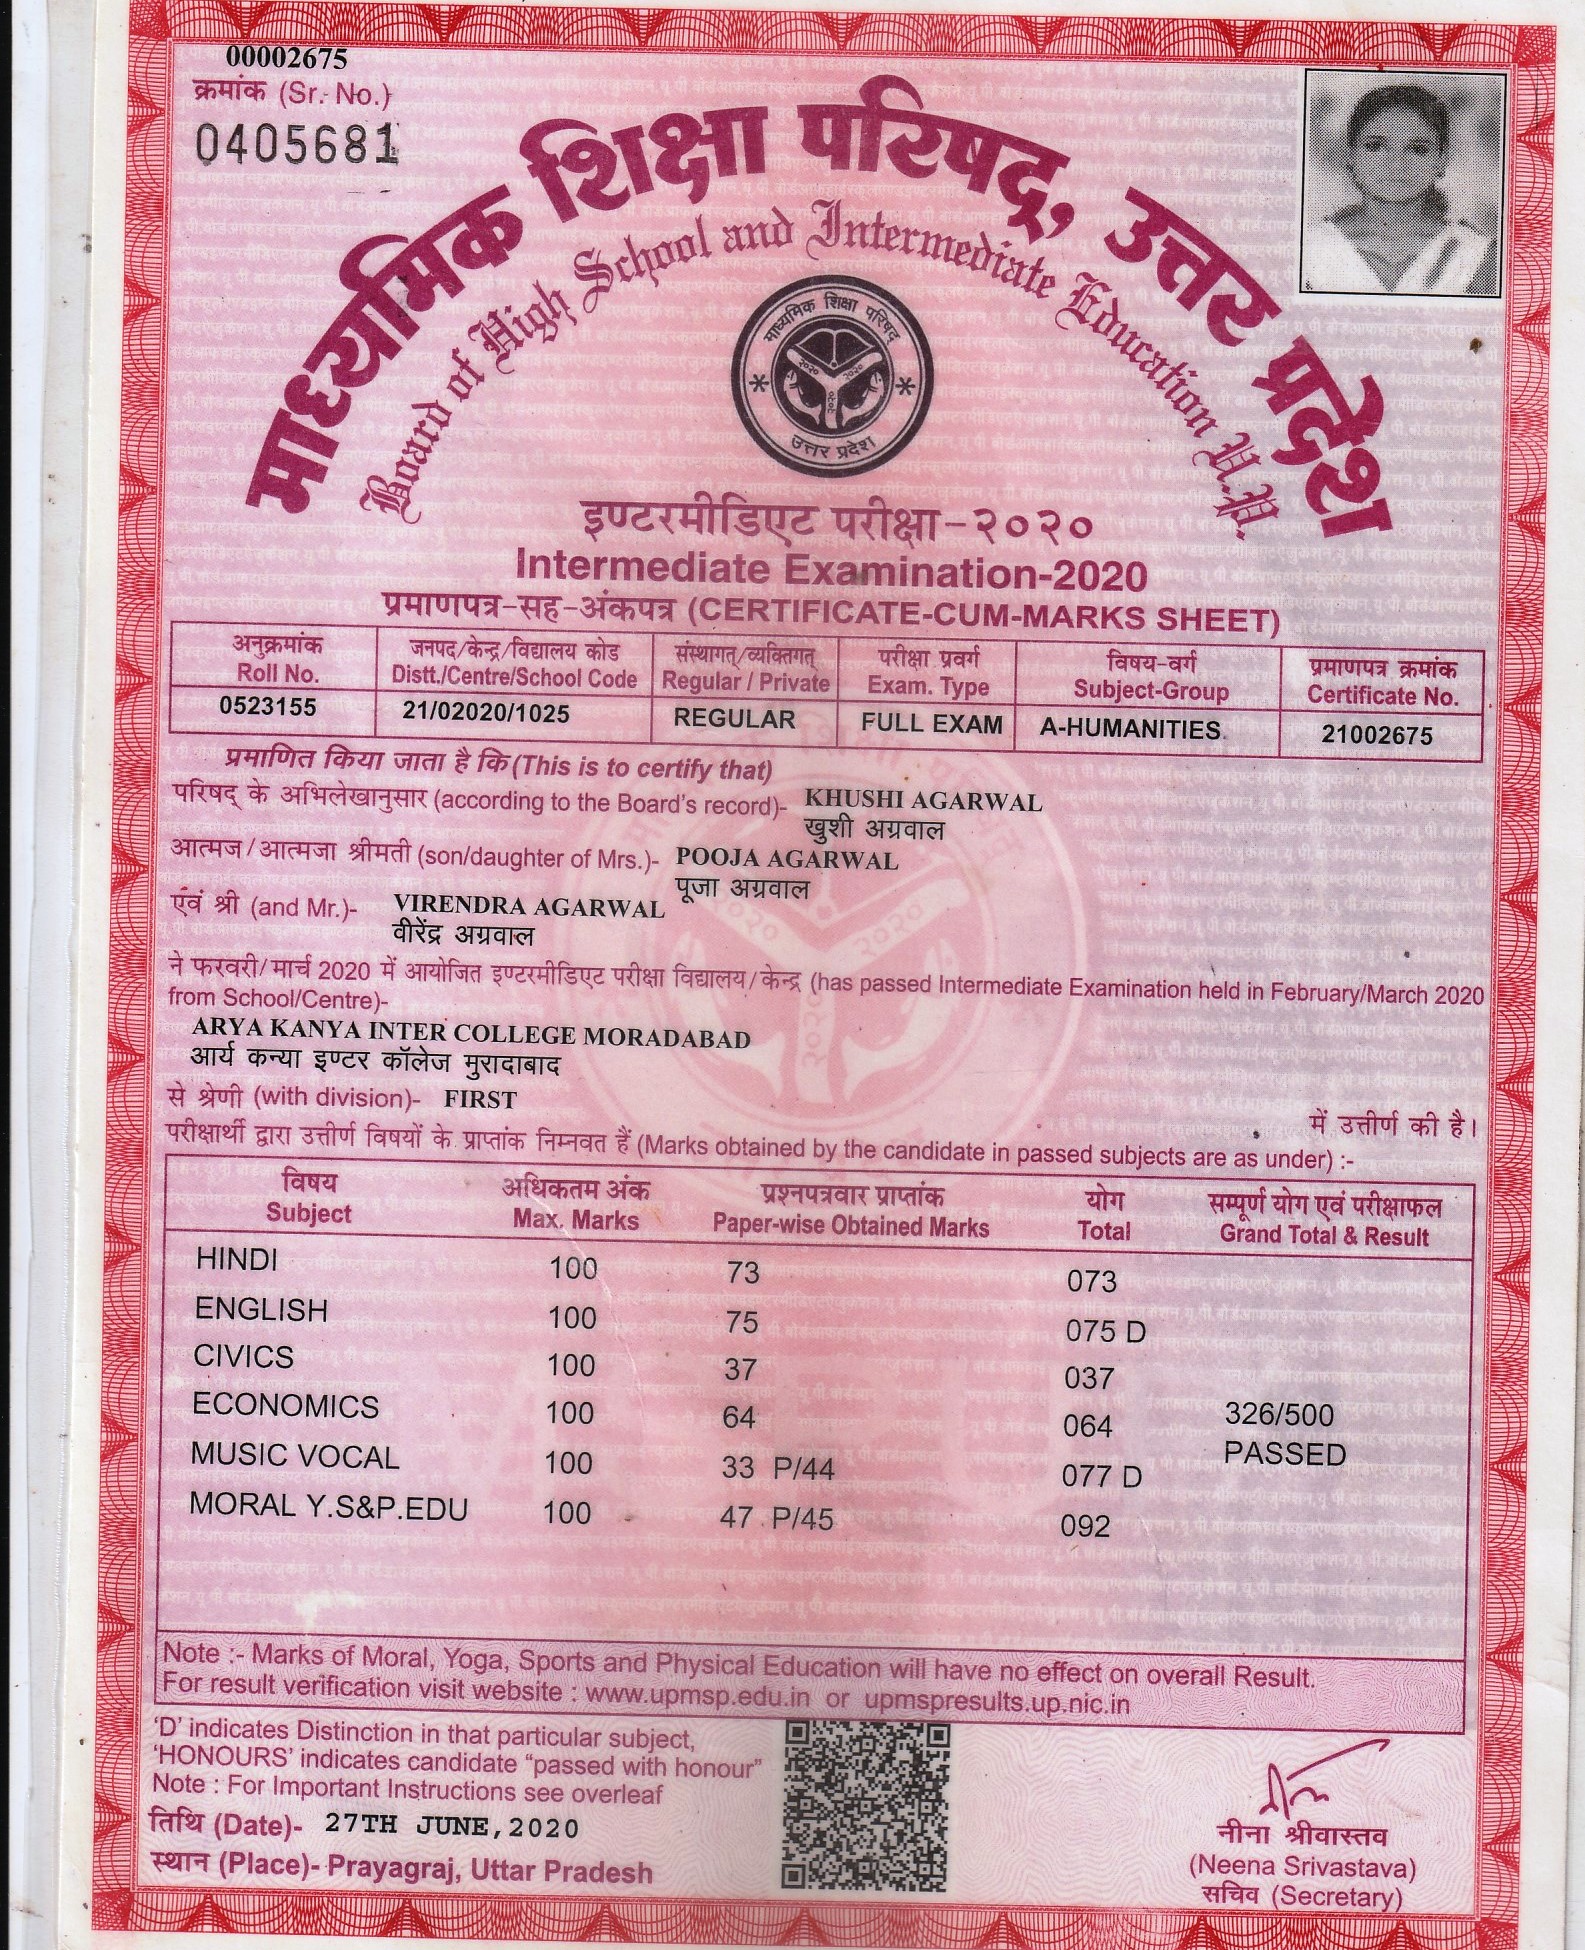 00002675
क्रमांक (Sr. No.)
0405681
माध्यमिक शिक्षा परिषद्, उत्तर प्रदेश
Board of High School and Intermediate Education U.P.
माध्यमिक शिक्षा परिषद्
२०२० २०२०
२०२०
उत्तर प्रदेश
इण्टरमीडिएट परीक्षा-२०२०
Intermediate Examination-2020
प्रमाणपत्र-सह-अंकपत्र (CERTIFICATE-CUM-MARKS SHEET)
अनुक्रमांक जनपद/केन्द्र/विद्यालय कोड संस्थागत्/व्यक्तिगत् परीक्षा प्रवर्ग विषय-वर्ग प्रमाणपत्र क्रमांक
Roll No. Distt./Centre/School Code Regular / Private Exam. Type Subject-Group Certificate No.
0523155 21/02020/1025 REGULAR FULL EXAM A-HUMANITIES 21002675
प्रमाणित किया जाता है कि (This is to certify that)
परिषद् के अभिलेखानुसार (according to the Board's record)- KHUSHI AGARWAL
खुशी अग्रवाल
आत्मज/आत्मजा श्रीमती (son/daughter of Mrs.)- POOJA AGARWAL
पूजा अग्रवाल
एवं श्री (and Mr.)- VIRENDRA AGARWAL
वीरेंद्र अग्रवाल
ने फरवरी/मार्च 2020 में आयोजित इण्टरमीडिएट परीक्षा विद्यालय/केन्द्र (has passed Intermediate Examination held in February/March 2020
from School/Centre)-
ARYA KANYA INTER COLLEGE MORADABAD
आर्य कन्या इण्टर कॉलेज मुरादाबाद
से श्रेणी (with division)- FIRST
में उत्तीर्ण की है।
परीक्षार्थी द्वारा उत्तीर्ण विषयों के प्राप्तांक निम्नवत हैं (Marks obtained by the candidate in passed subjects are as under) :-
विषय अधिकतम अंक प्रश्नपत्रवार प्राप्तांक योग सम्पूर्ण योग एवं परीक्षाफल
Subject Max. Marks Paper-wise Obtained Marks Total Grand Total & Result
HINDI 100 73 073
ENGLISH 100 75 075 D
CIVICS 100 37 037
ECONOMICS 100 64 064 326/500
MUSIC VOCAL 100 33 P/44 077 D PASSED
MORAL Y.S&P.EDU 100 47 P/45 092
Note :- Marks of Moral, Yoga, Sports and Physical Education will have no effect on overall Result.
For result verification visit website : www.upmsp.edu.in or upmspresults.up.nic.in
'D' indicates Distinction in that particular subject,
'HONOURS' indicates candidate "passed with honour"
Note : For Important Instructions see overleaf
तिथि (Date)- 27TH JUNE,2020
स्थान (Place)- Prayagraj, Uttar Pradesh
नीना श्रीवास्तव
(Neena Srivastava)
सचिव (Secretary)